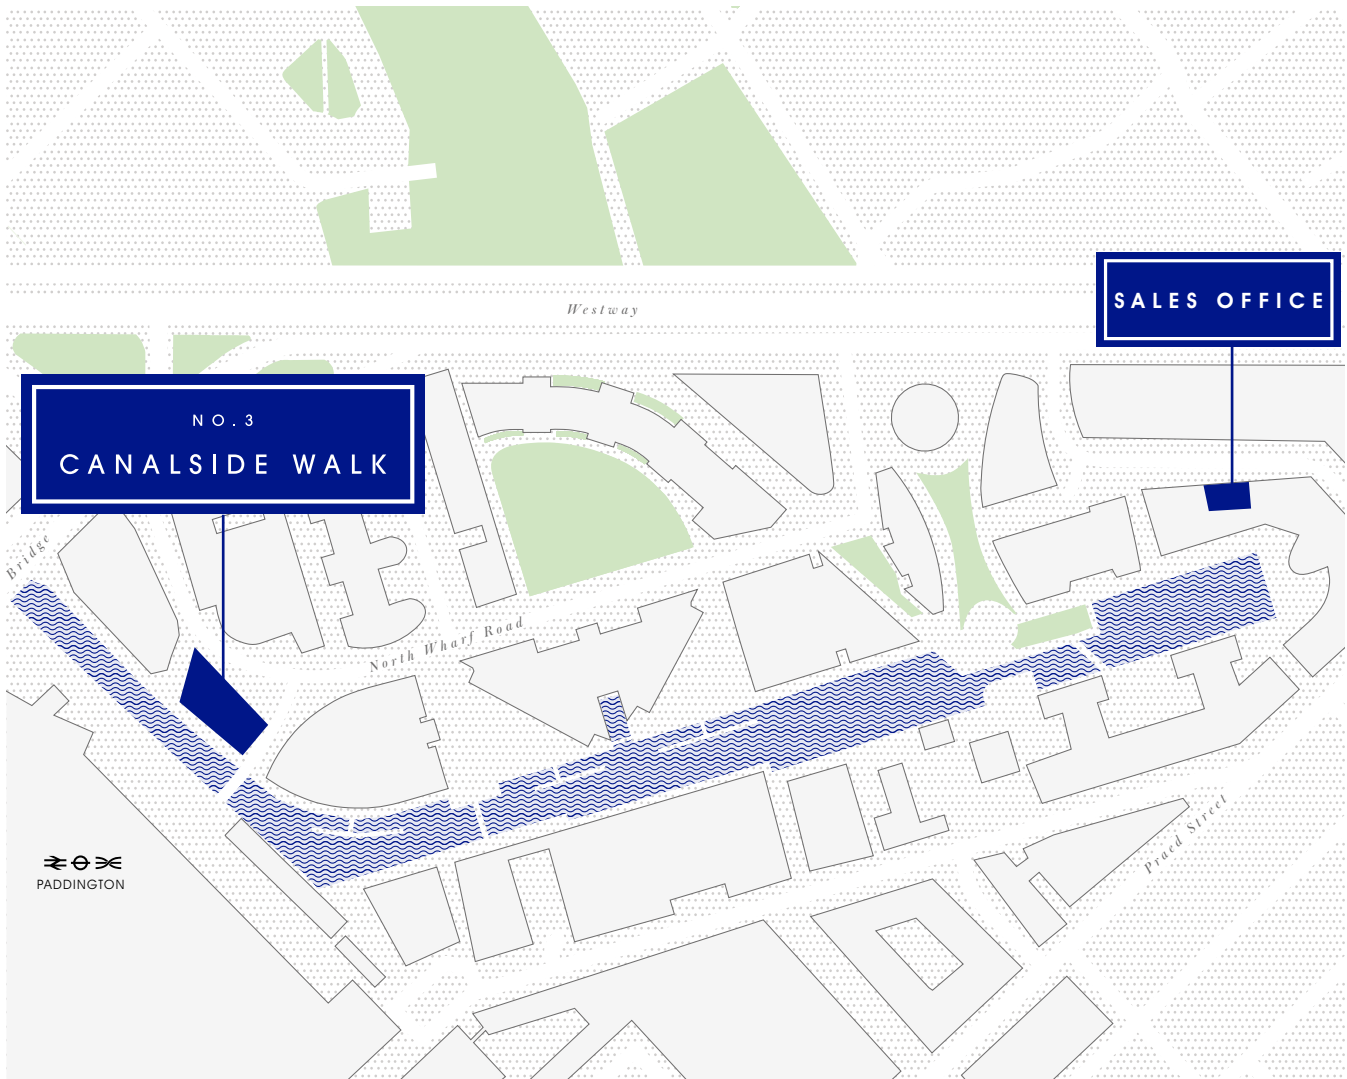 Westway
SALES OFFICE
NO.3
CANALSIDE WALK
Bridge
North Wharf Road
Praed Street
PADDINGTON